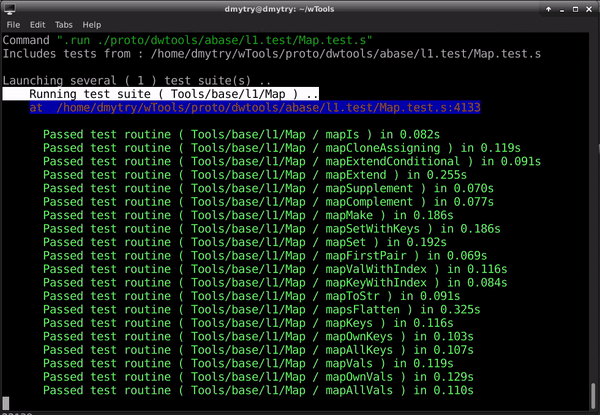 dmytry@dmytry: ~/wTools
File Edit Tabs Help
Command ".run ./proto/dwtools/abase/l1.test/Map.test.s"
Includes tests from : /home/dmytry/wTools/proto/dwtools/abase/l1.test/Map.test.s
Launching several ( 1 ) test suite(s) ..
Running test suite ( Tools/base/l1/Map ) ..
at /home/dmytry/wTools/proto/dwtools/abase/l1.test/Map.test.s:4133
Passed test routine ( Tools/base/l1/Map / mapIs ) in 0.082s
Passed test routine ( Tools/base/l1/Map / mapCloneAssigning ) in 0.119s
Passed test routine ( Tools/base/l1/Map / mapExtendConditional ) in 0.091s
Passed test routine ( Tools/base/l1/Map / mapExtend ) in 0.255s
Passed test routine ( Tools/base/l1/Map / mapSupplement ) in 0.070s
Passed test routine ( Tools/base/l1/Map / mapComplement ) in 0.077s
Passed test routine ( Tools/base/l1/Map / mapMake ) in 0.186s
Passed test routine ( Tools/base/l1/Map / mapSetWithKeys ) in 0.186s
Passed test routine ( Tools/base/l1/Map / mapSet ) in 0.192s
Passed test routine ( Tools/base/l1/Map / mapFirstPair ) in 0.069s
Passed test routine ( Tools/base/l1/Map / mapValWithIndex ) in 0.116s
Passed test routine ( Tools/base/l1/Map / mapKeyWithIndex ) in 0.084s
Passed test routine ( Tools/base/l1/Map / mapToStr ) in 0.091s
Passed test routine ( Tools/base/l1/Map / mapsFlatten ) in 0.325s
Passed test routine ( Tools/base/l1/Map / mapKeys ) in 0.116s
Passed test routine ( Tools/base/l1/Map / mapOwnKeys ) in 0.103s
Passed test routine ( Tools/base/l1/Map / mapAllKeys ) in 0.107s
Passed test routine ( Tools/base/l1/Map / mapVals ) in 0.119s
Passed test routine ( Tools/base/l1/Map / mapOwnVals ) in 0.129s
Passed test routine ( Tools/base/l1/Map / mapAllVals ) in 0.110s